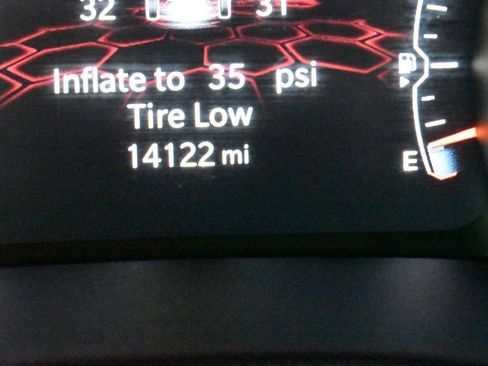 32 31
Inflate to 35 psi
Tire Low
14122 mi
E